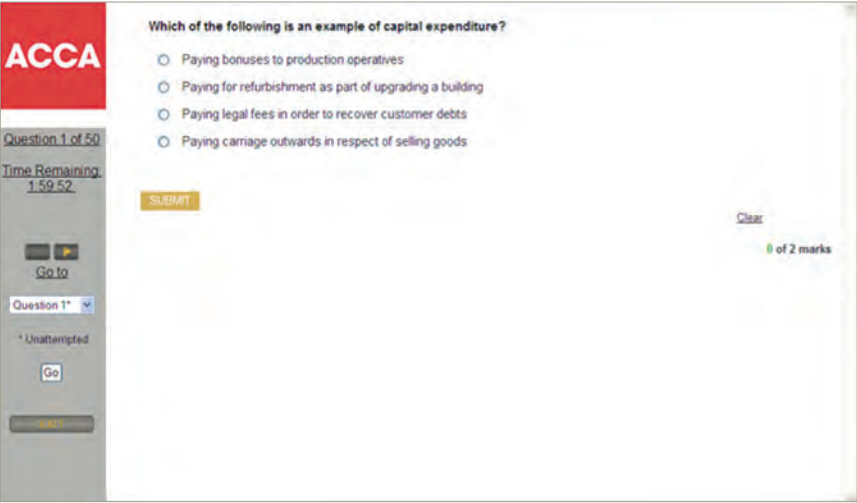 ACCA
Which of the following is an example of capital expenditure?
Paying bonuses to production operatives
Paying for refurbishment as part of upgrading a building
Paying legal fees in order to recover customer debts
Paying carriage outwards in respect of selling goods
Question 1 of 50
Time Remaining:
1:59:52
SUBMIT
Clear
0 of 2 marks
Go to
Question 1*
* Unattempted
Go